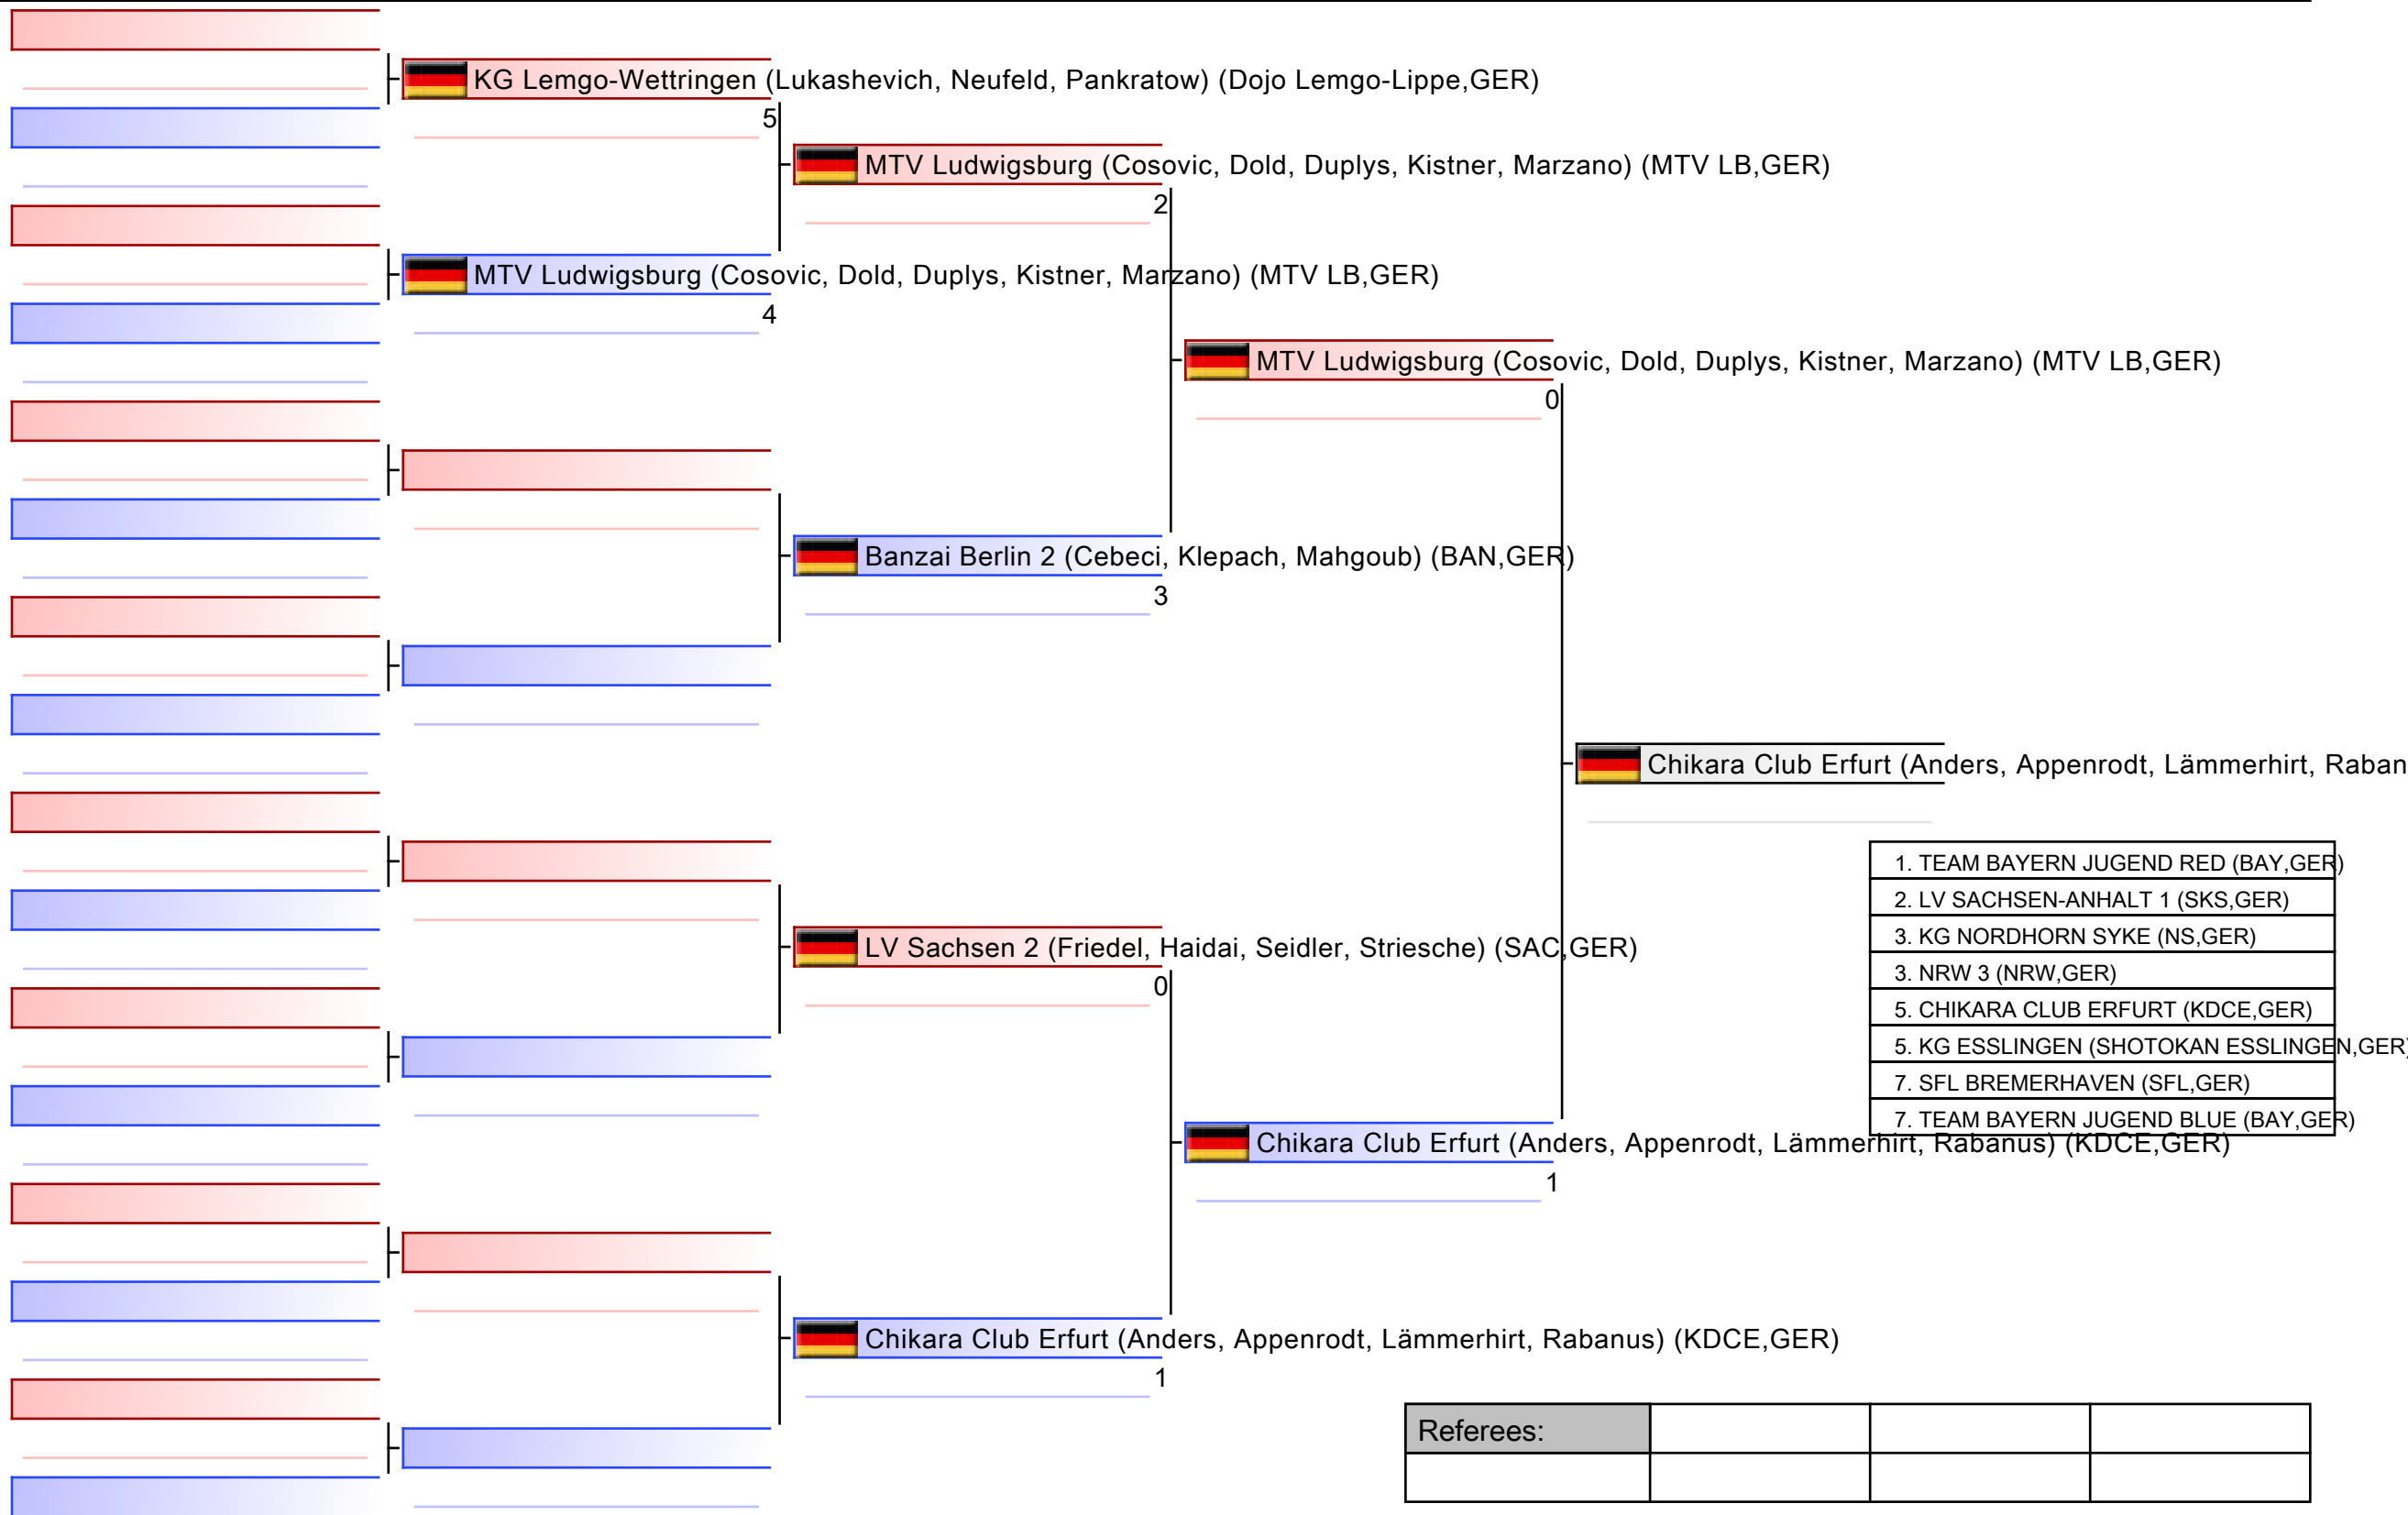 KG Lemgo-Wettringen (Lukashevich, Neufeld, Pankratow) (Dojo Lemgo-Lippe,GER)
5
MTV Ludwigsburg (Cosovic, Dold, Duplys, Kistner, Marzano) (MTV LB,GER)
2
MTV Ludwigsburg (Cosovic, Dold, Duplys, Kistner, Marzano) (MTV LB,GER)
4
MTV Ludwigsburg (Cosovic, Dold, Duplys, Kistner, Marzano) (MTV LB,GER)
0
Banzai Berlin 2 (Cebeci, Klepach, Mahgoub) (BAN,GER)
3
Chikara Club Erfurt (Anders, Appenrodt, Lämmerhirt, Raban
1. TEAM BAYERN JUGEND RED (BAY,GER)
2. LV SACHSEN-ANHALT 1 (SKS,GER)
3. KG NORDHORN SYKE (NS,GER)
LV Sachsen 2 (Friedel, Haidai, Seidler, Striesche) (SAC,GER)
3. NRW 3 (NRW,GER)
0
5. CHIKARA CLUB ERFURT (KDCE,GER)
5. KG ESSLINGEN (SHOTOKAN ESSLINGEN,GER)
7. SFL BREMERHAVEN (SFL,GER)
7. TEAM BAYERN JUGEND BLUE (BAY,GER)
Chikara Club Erfurt (Anders, Appenrodt, Lämmerhirt, Rabanus) (KDCE,GER)
1
Chikara Club Erfurt (Anders, Appenrodt, Lämmerhirt, Rabanus) (KDCE,GER)
1
Referees: